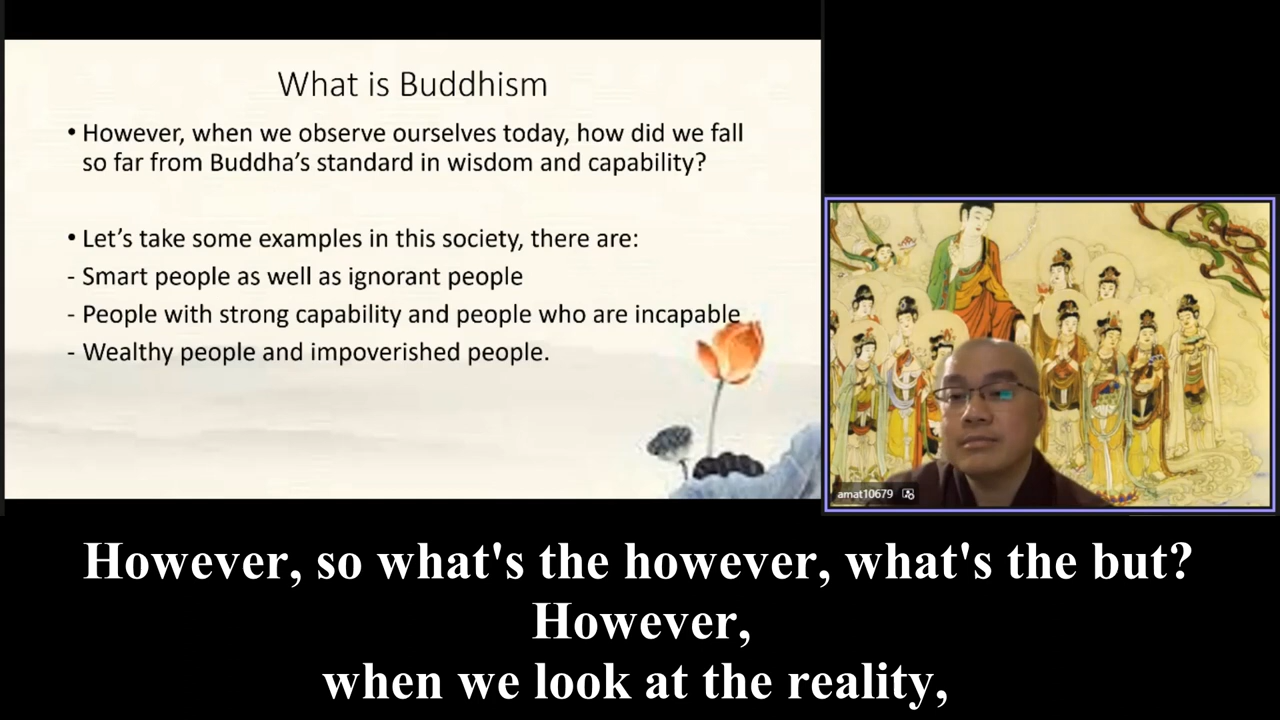 What is Buddhism
• However, when we observe ourselves today, how did we fall
so far from Buddha's standard in wisdom and capability?
• Let's take some examples in this society, there are:
- Smart people as well as ignorant people
- People with strong capability and people who are incapable
- Wealthy people and impoverished people.
amat10679
However, so what's the however, what's the but?
However,
when we look at the reality,